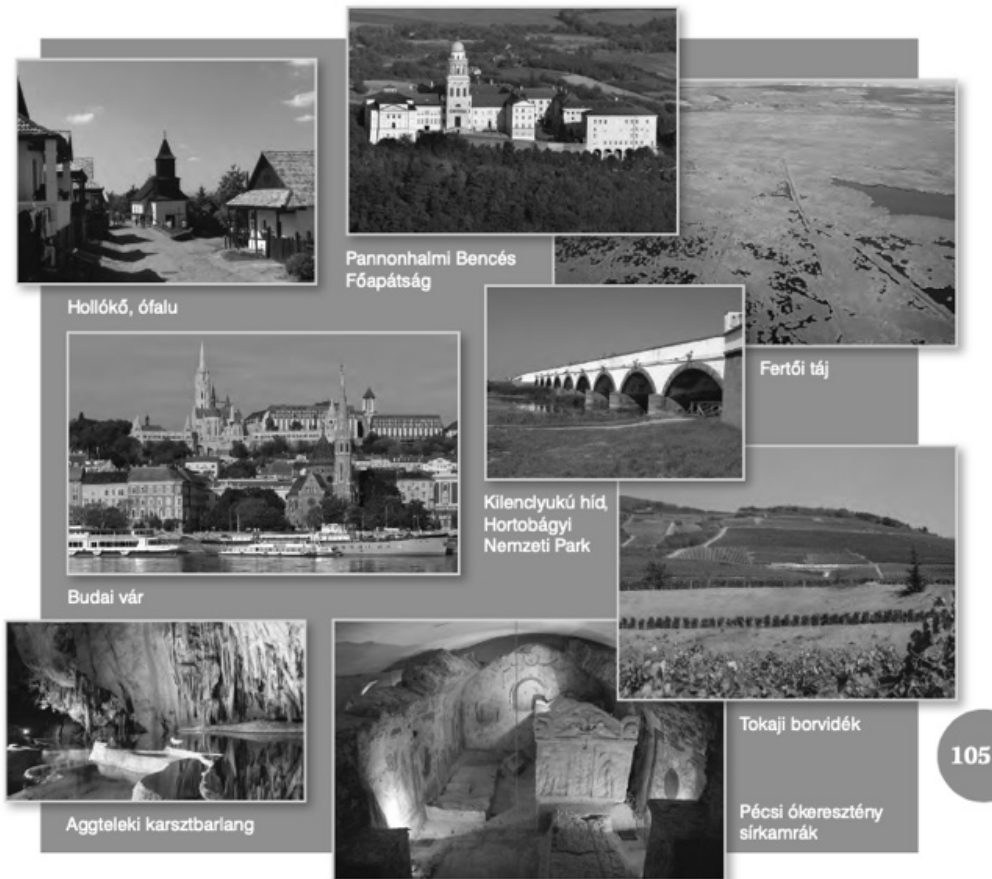 Hollókő, ófalu
Pannonhalmi Bencés
Főapátság
Fertői táj
Budai vár
Kilenclyukú híd,
Hortobágyi
Nemzeti Park
Tokaji borvidék
Aggteleki karsztbarlang
Pécsi ókeresztény
sírkamrák
105